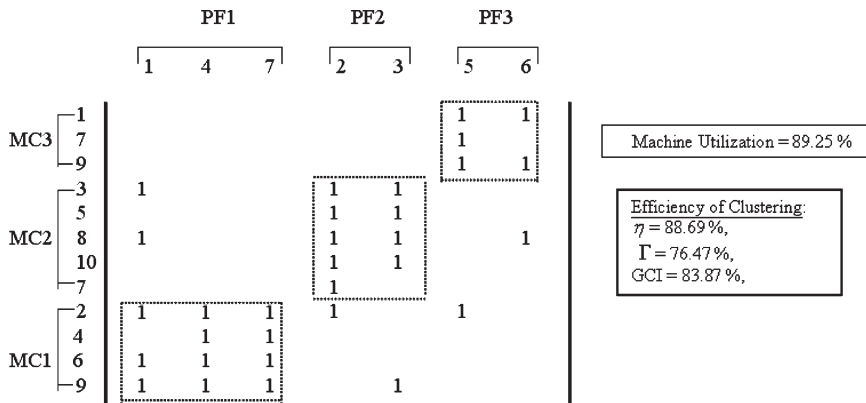 PF1 PF2 PF3
1 4 7 2 3 5 6
1 1 1
MC3 7 1 Machine Utilization = 89.25 %
9 1 1
3 1 1 1
5 1 1 Efficiency of Clustering:
MC2 8 1 1 1 1 η = 88.69 %,
10 1 1 Γ = 76.47 %,
7 1 GCI = 83.87 %,
2 1 1 1 1 1
4 1 1
MC1 6 1 1 1
9 1 1 1 1